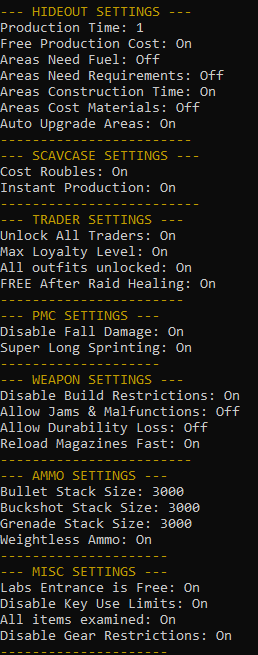 --- HIDEOUT SETTINGS ---
Production Time: 1
Free Production Cost: On
Areas Need Fuel: Off
Areas Need Requirements: Off
Areas Construction Time: On
Areas Cost Materials: Off
Auto Upgrade Areas: On
------------------------
--- SCAVCASE SETTINGS ---
Cost Roubles: On
Instant Production: On
-------------------------
--- TRADER SETTINGS ---
Unlock All Traders: On
Max Loyalty Level: On
All outfits unlocked: On
FREE After Raid Healing: On
-----------------------
--- PMC SETTINGS ---
Disable Fall Damage: On
Super Long Sprinting: On
--------------------
--- WEAPON SETTINGS ---
Disable Build Restrictions: On
Allow Jams & Malfunctions: Off
Allow Durability Loss: Off
Reload Magazines Fast: On
------------------------
--- AMMO SETTINGS ---
Bullet Stack Size: 3000
Buckshot Stack Size: 3000
Grenade Stack Size: 3000
Weightless Ammo: On
---------------------
--- MISC SETTINGS ---
Labs Entrance is Free: On
Disable Key Use Limits: On
All items examined: On
Disable Gear Restrictions: On
---------------------